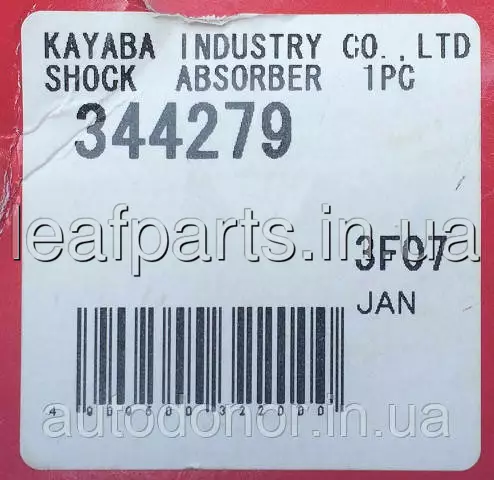 KAYABA INDUSTRY CO.,LTD
SHOCK ABSORBER 1PC
344279
leafparts.in.ua
3F07
JAN
autodonor.in.ua